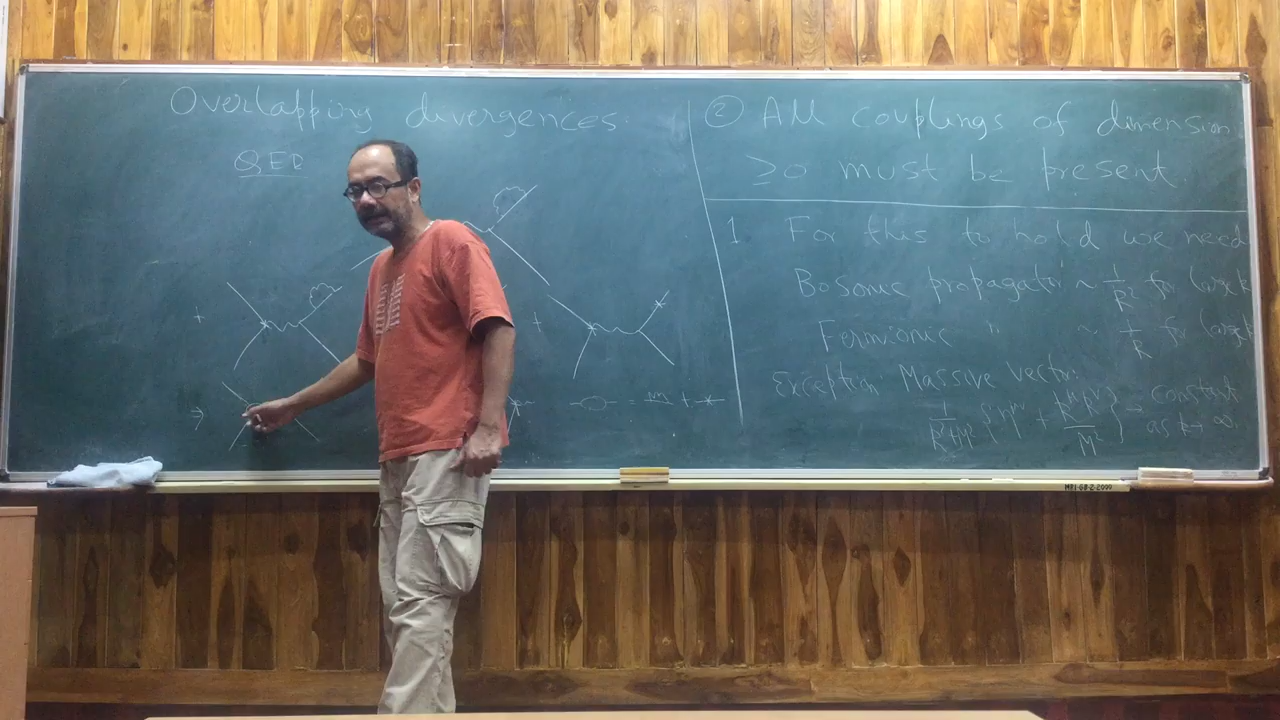 Overlapping divergences.
QED
② All couplings of dimension
≥0 must be present.
1 For this to hold we need
Bosonic propagator ~ 1/k² for large k
Fermionic " ~ 1/k for large k
Exception Massive vector:
1/(k²+M²) {η^{μν} + k^μ k^ν/M²} → constant
as k→∞.
+
+
⇒
= +